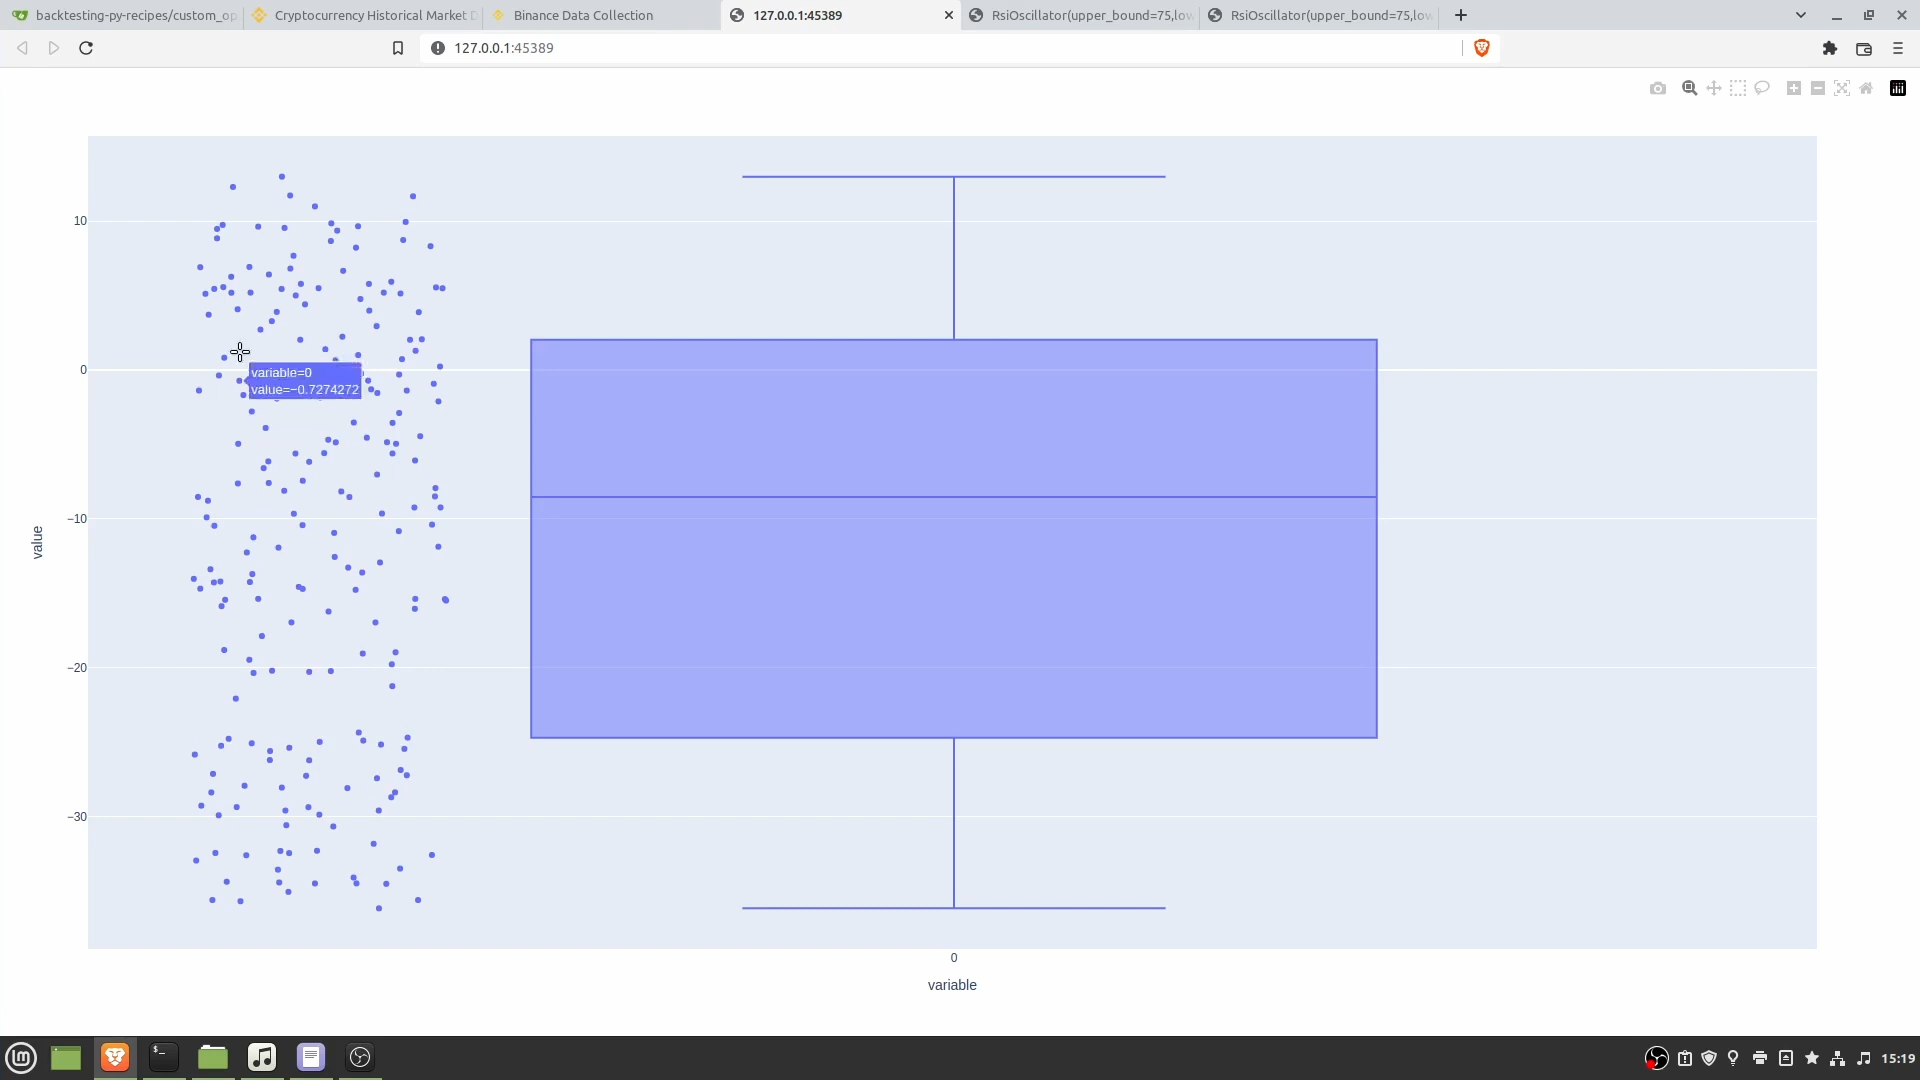 backtesting-py-recipes/custom_op
Cryptocurrency Historical Market D
Binance Data Collection
127.0.0.1:45389
RsiOscillator(upper_bound=75,low
RsiOscillator(upper_bound=75,low
127.0.0.1:45389
10
0
−10
−20
−30
value
variable=0
value=−0.7274272
0
variable
15:19